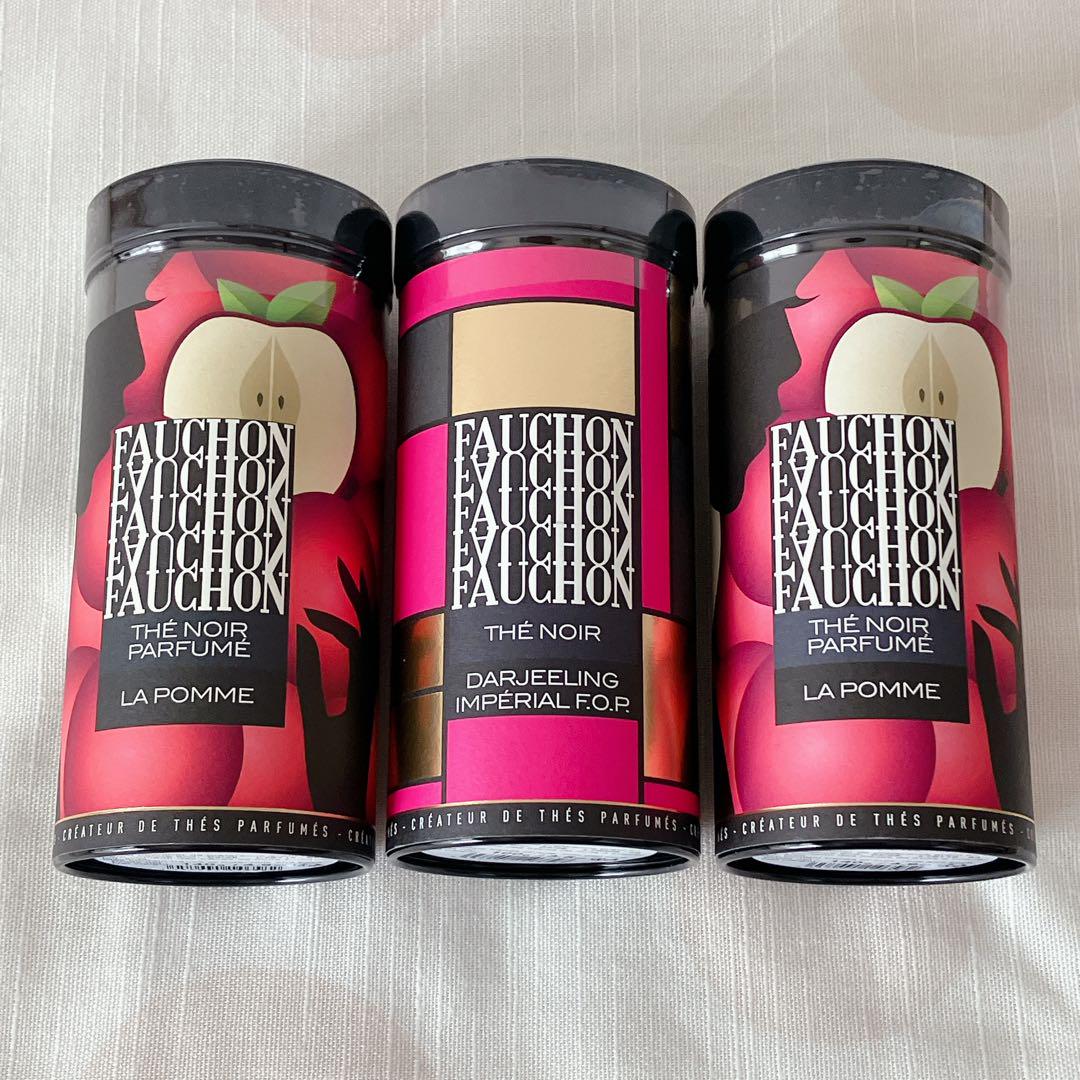 FAUCHON
FAUCHON
FAUCHON
FAUCHON
FAUCHON
THÉ NOIR
PARFUMÉ
LA POMME
- CRÉATEUR DE THÉS PARFUMÉS -
FAUCHON
FAUCHON
FAUCHON
FAUCHON
FAUCHON
THÉ NOIR
DARJEELING
IMPÉRIAL F.O.P.
- CRÉATEUR DE THÉS PARFUMÉS -
FAUCHON
FAUCHON
FAUCHON
FAUCHON
FAUCHON
THÉ NOIR
PARFUMÉ
LA POMME
- CRÉATEUR DE THÉS PARFUMÉS -